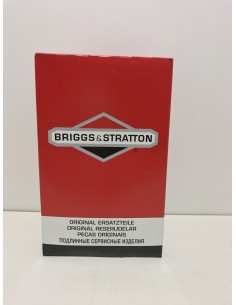 BRIGGS & STRATTON
ORIGINAL ERSATZTEILE
ORIGINAL RESERVDELAR
PEÇAS ORIGINAIS
ПОДЛИННЫЕ СЕРВИСНЫЕ ИЗДЕЛИЯ